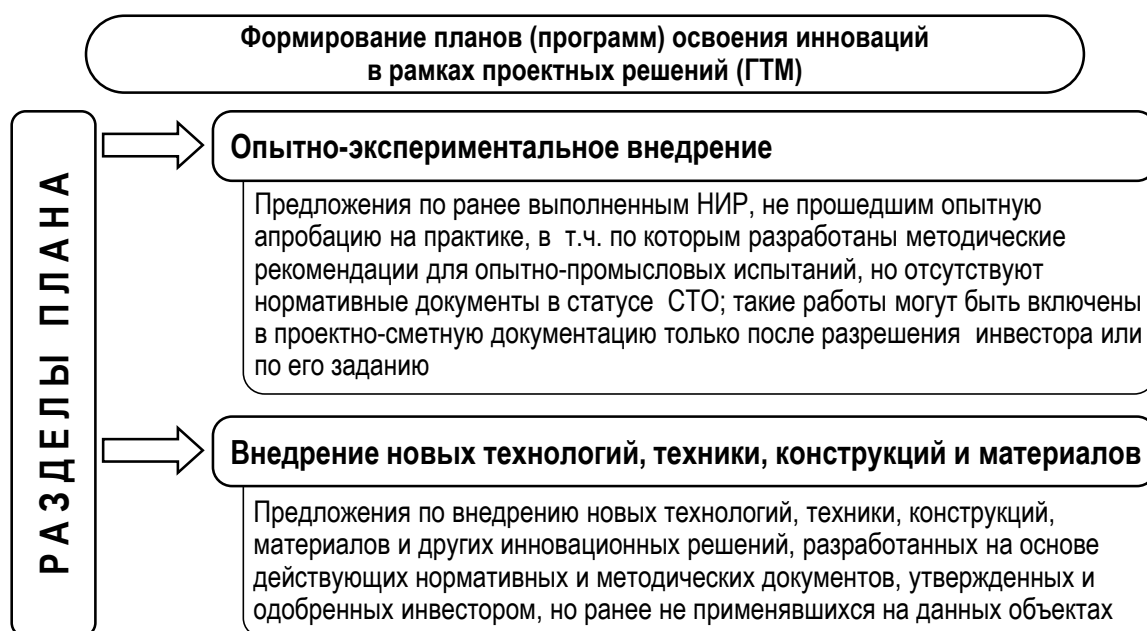 Формирование планов (программ) освоения инноваций
в рамках проектных решений (ГТМ)
РАЗДЕЛЫ ПЛАНА
Опытно-экспериментальное внедрение
Предложения по ранее выполненным НИР, не прошедшим опытную
апробацию на практике, в т.ч. по которым разработаны методические
рекомендации для опытно-промысловых испытаний, но отсутствуют
нормативные документы в статусе СТО; такие работы могут быть включены
в проектно-сметную документацию только после разрешения инвестора или
по его заданию
Внедрение новых технологий, техники, конструкций и материалов
Предложения по внедрению новых технологий, техники, конструкций,
материалов и других инновационных решений, разработанных на основе
действующих нормативных и методических документов, утвержденных и
одобренных инвестором, но ранее не применявшихся на данных объектах